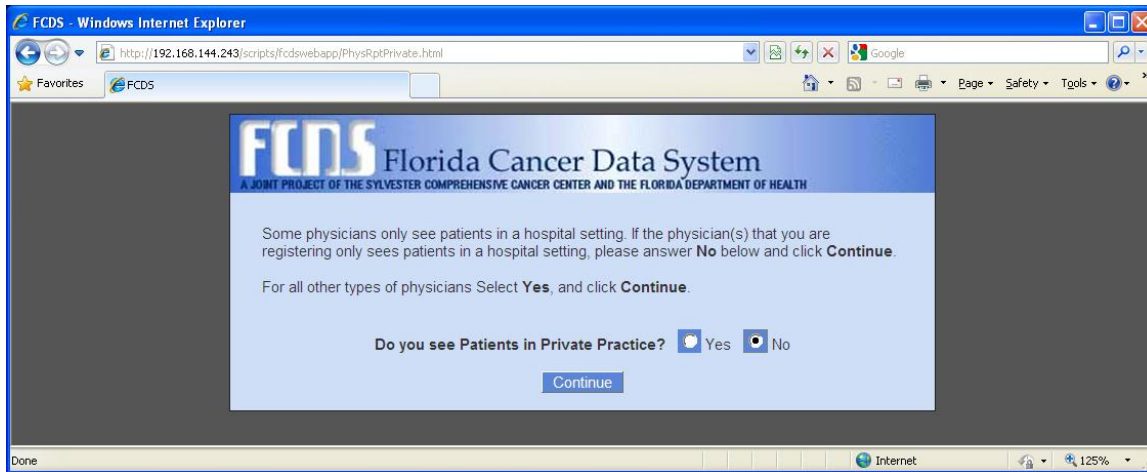 FCDS - Windows Internet Explorer
http://192.168.144.243/scripts/fcdswebapp/PhysRptPrivate.html
Google
Favorites
FCDS
Page
Safety
Tools
FCDS Florida Cancer Data System
A JOINT PROJECT OF THE SYLVESTER COMPREHENSIVE CANCER CENTER AND THE FLORIDA DEPARTMENT OF HEALTH
Some physicians only see patients in a hospital setting. If the physician(s) that you are
registering only sees patients in a hospital setting, please answer No below and click Continue.
For all other types of physicians Select Yes, and click Continue.
Do you see Patients in Private Practice? Yes No
Continue
Done
Internet
125%